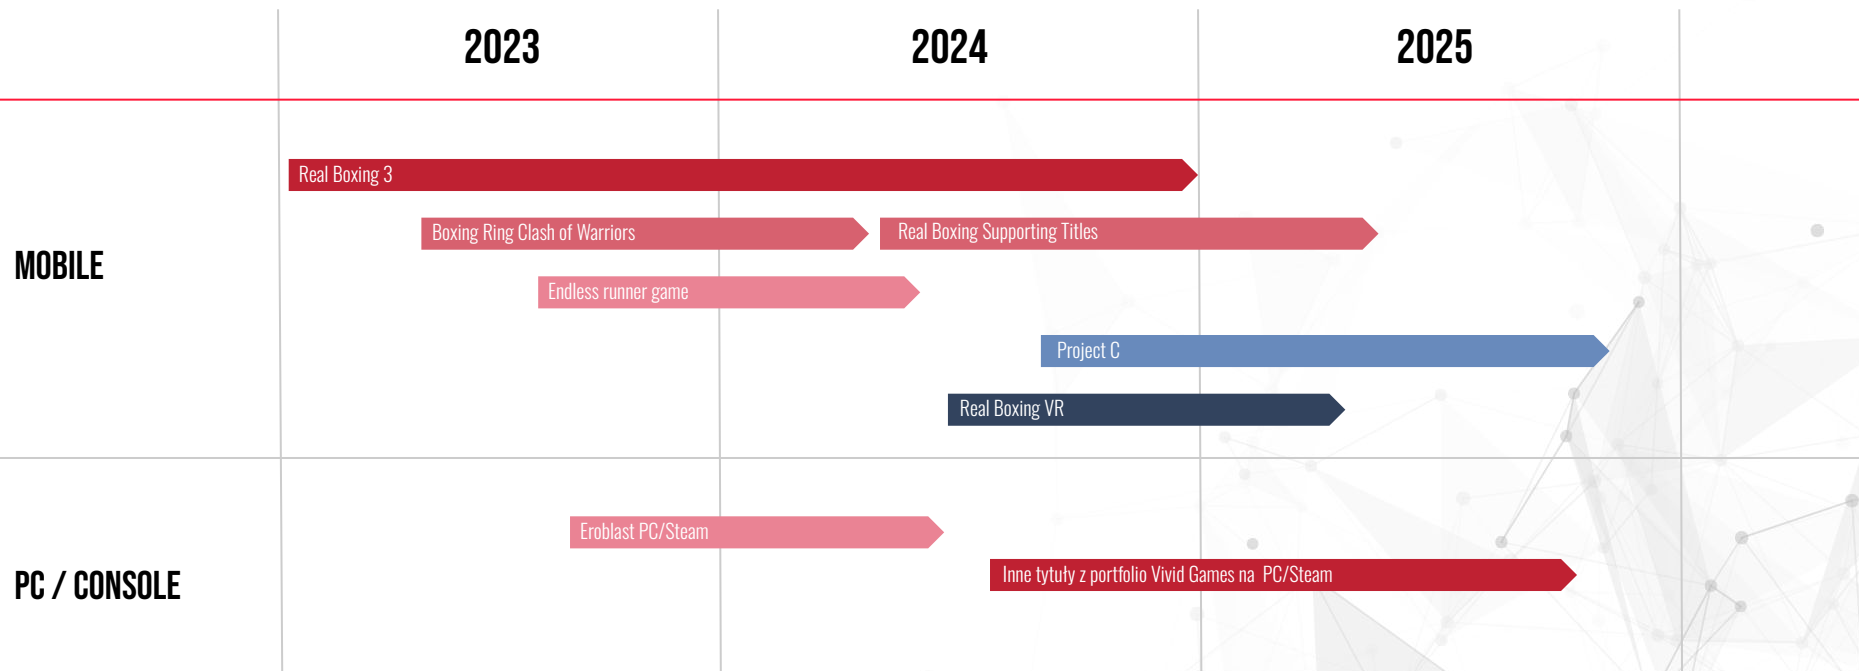 2023
2024
2025
MOBILE
Real Boxing 3
Boxing Ring Clash of Warriors
Real Boxing Supporting Titles
Endless runner game
Project C
Real Boxing VR
PC / CONSOLE
Eroblast PC/Steam
Inne tytuły z portfolio Vivid Games na PC/Steam